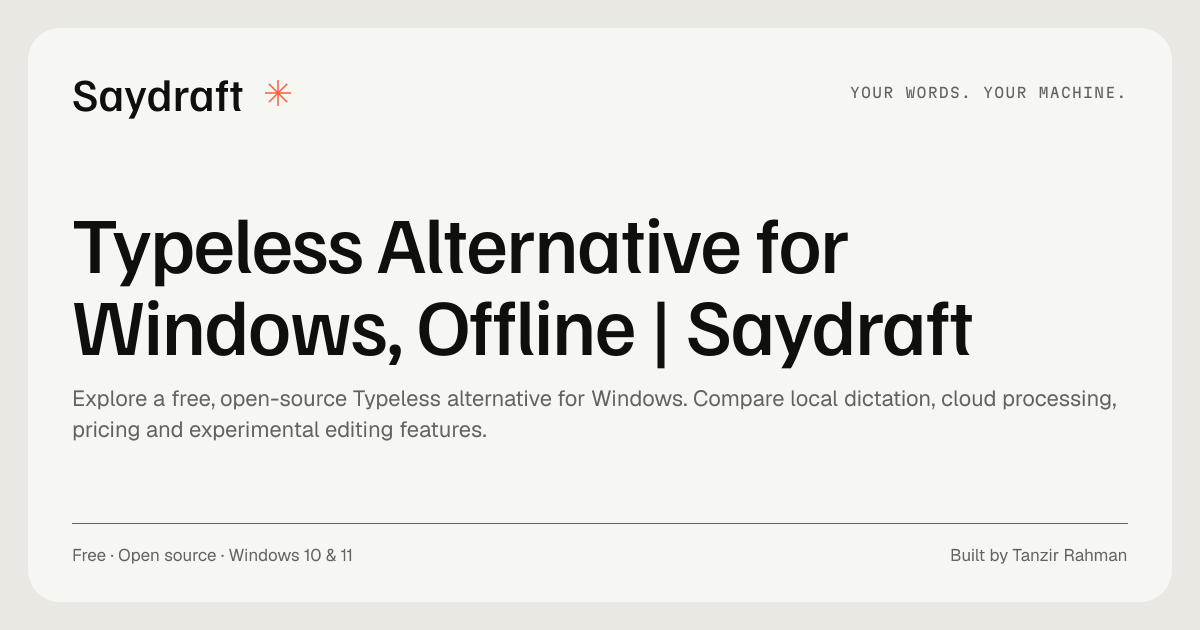 Saydraft
YOUR WORDS. YOUR MACHINE.
Typeless Alternative for
Windows, Offline | Saydraft
Explore a free, open-source Typeless alternative for Windows. Compare local dictation, cloud processing,
pricing and experimental editing features.
Free · Open source · Windows 10 & 11
Built by Tanzir Rahman